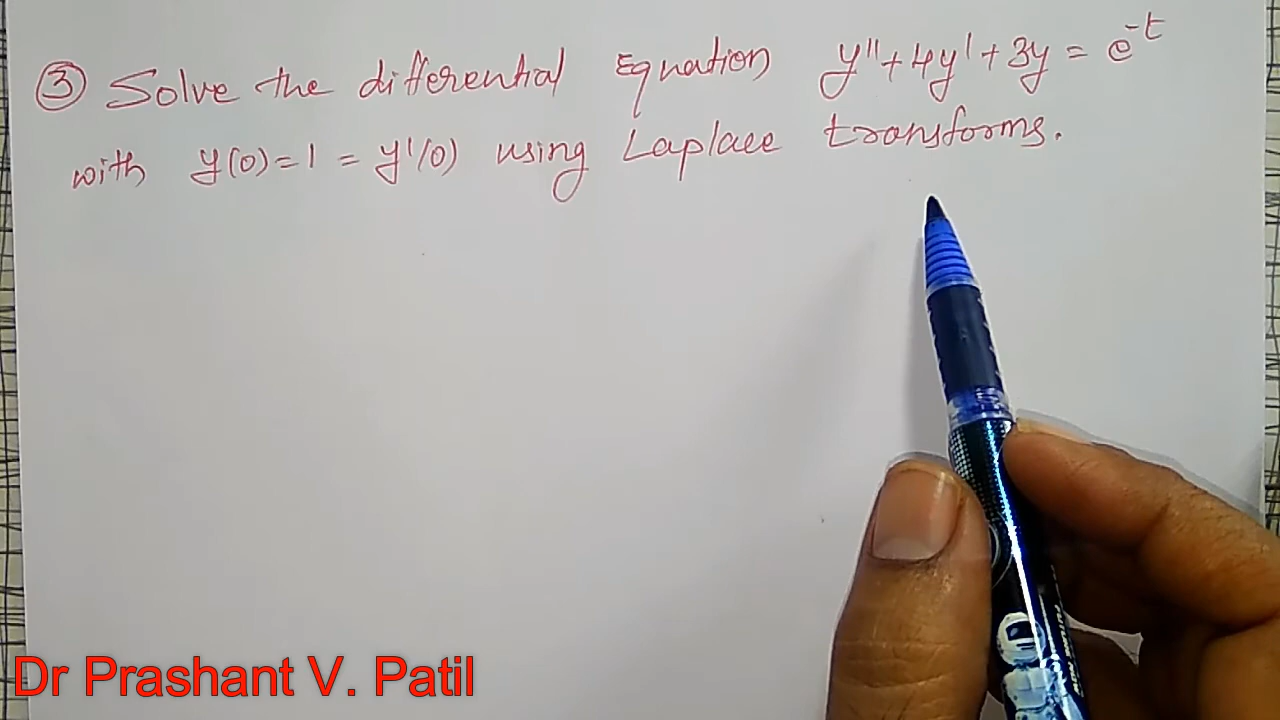 ③ Solve the differential Equation y'' + 4y' + 3y = e^-t
with y(0) = 1 = y'(0) using Laplace transforms.
Dr Prashant V. Patil